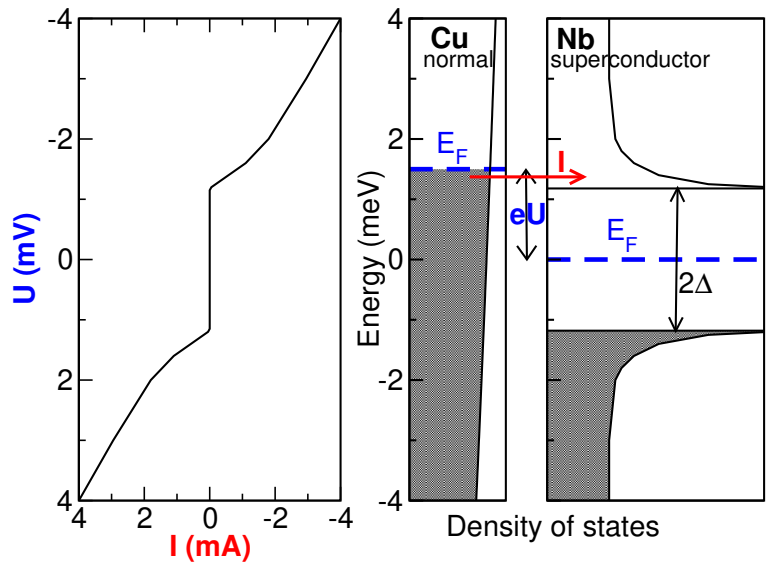 -4
-2
0
2
4
U (mV)
4
2
0
-2
-4
I (mA)
4
2
0
-2
-4
Energy (meV)
Cu
normal
E_F
I
eU
Nb
superconductor
E_F
2Δ
Density of states